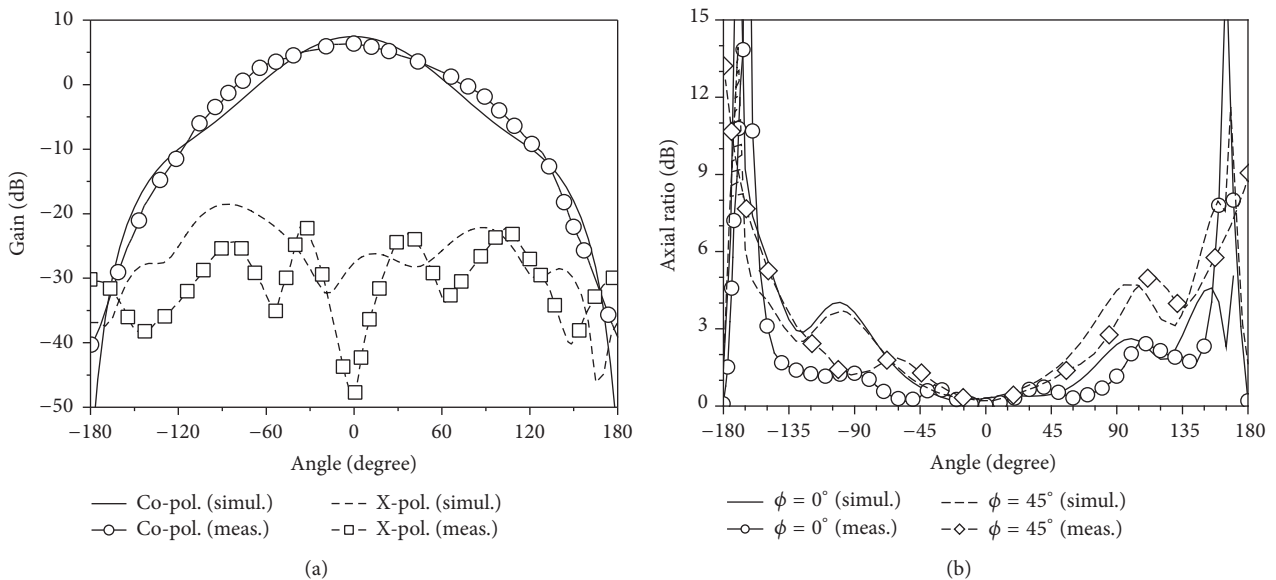 10
0
−10
−20
−30
−40
−50
Gain (dB)
−180 −120 −60 0 60 120 180
Angle (degree)
Co-pol. (simul.) X-pol. (simul.)
Co-pol. (meas.) X-pol. (meas.)
(a)
15
12
9
6
3
0
Axial ratio (dB)
−180 −135 −90 −45 0 45 90 135 180
Angle (degree)
ϕ = 0° (simul.) ϕ = 45° (simul.)
ϕ = 0° (meas.) ϕ = 45° (meas.)
(b)